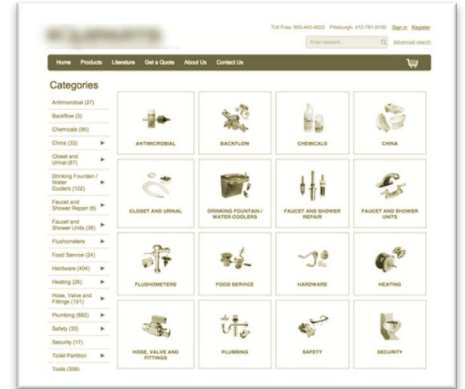 Toll Free: 800-442-6622 Pittsburgh: 412-781-9100 Sign in Register
Enter keyword...
Advanced search
Home Products Literature Get a Quote About Us Contact Us
Categories
Antimicrobial (27)
Backflow (3)
Chemicals (95)
China (33)
Closet and
Urinal (67)
Drinking Fountain /
Water
Coolers (102)
Faucet and
Shower Repair (6)
Faucet and
Shower Units (36)
Flushometers
Food Service (24)
Hardware (404)
Heating (26)
Hose, Valve and
Fittings (191)
Plumbing (682)
Safety (30)
Security (17)
Toilet Partition
Tools (398)
ANTIMICROBIAL
BACKFLOW
CHEMICALS
CHINA
CLOSET AND URINAL
DRINKING FOUNTAIN /
WATER COOLERS
FAUCET AND SHOWER
REPAIR
FAUCET AND SHOWER
UNITS
FLUSHOMETERS
FOOD SERVICE
HARDWARE
HEATING
HOSE, VALVE AND
FITTINGS
PLUMBING
SAFETY
SECURITY